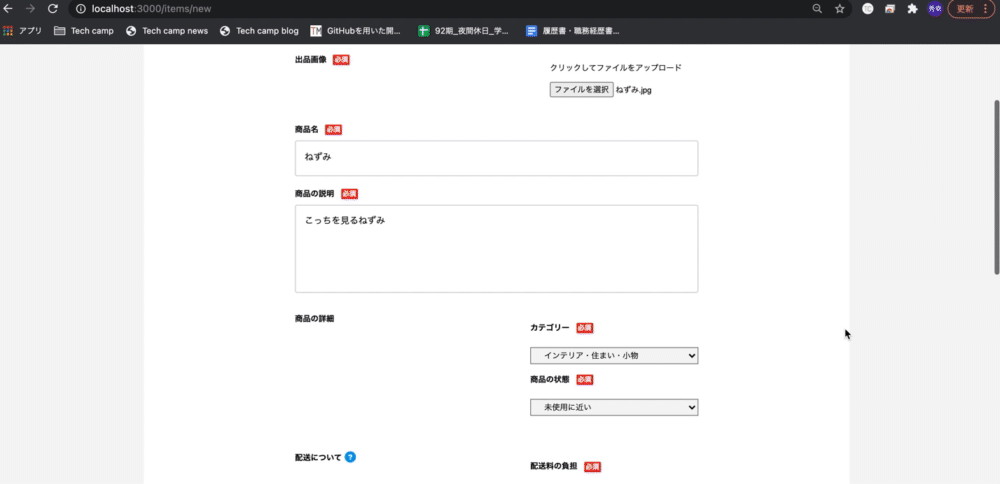 localhost:3000/items/new
秀幸
更新
アプリ Tech camp Tech camp news Tech camp blog TM GitHubを用いた開... 92期_夜間休日_学... 履歴書・職務経歴書...
出品画像 必須
クリックしてファイルをアップロード
ファイルを選択 ねずみ.jpg
商品名 必須
ねずみ
商品の説明 必須
こっちを見るねずみ
商品の詳細
カテゴリー 必須
インテリア・住まい・小物
商品の状態 必須
未使用に近い
配送について ?
配送料の負担 必須